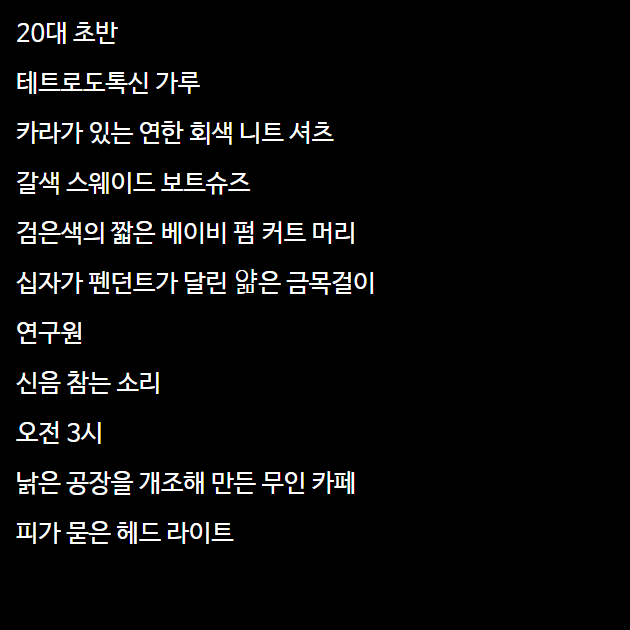 20대 초반
테트로도톡신 가루
카라가 있는 연한 회색 니트 셔츠
갈색 스웨이드 보트슈즈
검은색의 짧은 베이비 펌 커트 머리
십자가 펜던트가 달린 얆은 금목걸이
연구원
신음 참는 소리
오전 3시
낡은 공장을 개조해 만든 무인 카페
피가 묻은 헤드 라이트